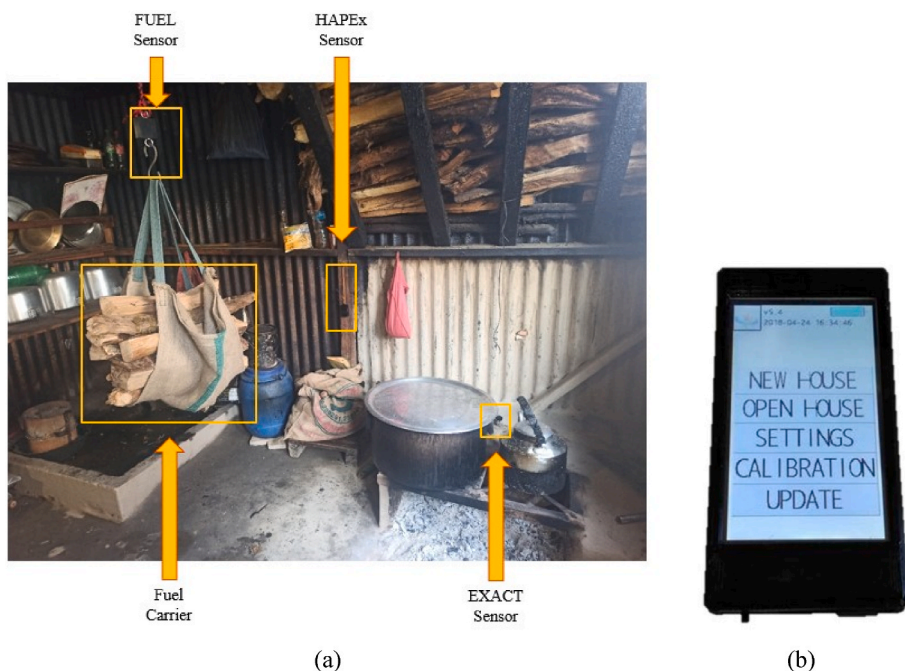 FUEL
Sensor
HAPEx
Sensor
v5.4
2018-04-24 16:34:46
NEW HOUSE
OPEN HOUSE
SETTINGS
CALIBRATION
UPDATE
Fuel
Carrier
EXACT
Sensor
(a)
(b)